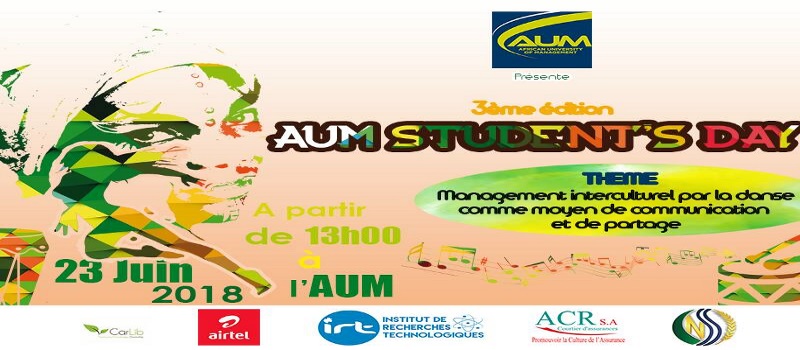 AUM
AFRICAN UNIVERSITY
OF MANAGEMENT
Présente
3ème édition
AUM STUDENT'S DAY
THEME
Management interculturel par la danse
comme moyen de communication
et de partage
A partir
de 13h00
à
l'AUM
23 Juin
2018
CarLib
airtel
irt
INSTITUT DE
RECHERCHES
TECHNOLOGIQUES
ACR S.A
Courtier d'assurances
Promouvoir la Culture de l'Assurance